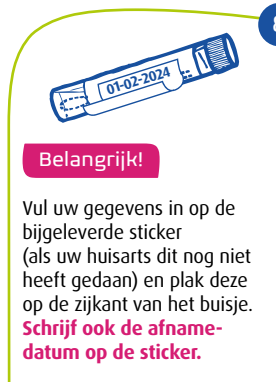 01-02-2024
Belangrijk!
Vul uw gegevens in op de
bijgeleverde sticker
(als uw huisarts dit nog niet
heeft gedaan) en plak deze
op de zijkant van het buisje.
Schrijf ook de afname-
datum op de sticker.